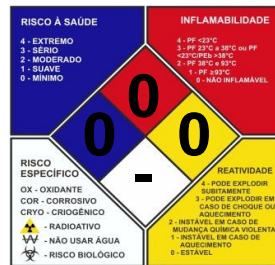 RISCO À SAÚDE
4 - EXTREMO
3 - SÉRIO
2 - MODERADO
1 - SUAVE
0 - MÍNIMO
INFLAMABILIDADE
4 - PF <23°C
3 - PF 23°C a 38°C ou PF
<23°C/PEb >38°C
2 - PF 38°C e 93°C
1 - PF ≥93°C
0 - NÃO INFLAMÁVEL
0
0
0
-
RISCO
ESPECÍFICO
OX - OXIDANTE
COR - CORROSIVO
CRYO - CRIOGÊNICO
- RADIOATIVO
W - NÃO USAR ÁGUA
- RISCO BIOLÓGICO
REATIVIDADE
4 - PODE EXPLODIR
SUBITAMENTE
3 - PODE EXPLODIR EM
CASO DE CHOQUE OU
AQUECIMENTO
2 - INSTÁVEL EM CASO DE
MUDANÇA QUÍMICA VIOLENTA
1 - INSTÁVEL EM CASO DE
AQUECIMENTO
0 - ESTÁVEL